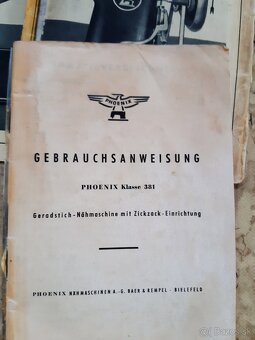 PHOENIX
GEBRAUCHSANWEISUNG
PHOENIX Klasse 381
Geradstich-Nähmaschine mit Zickzack-Einrichtung
PHOENIX NÄHMASCHINEN A.-G. BAER & REMPEL · BIELEFELD